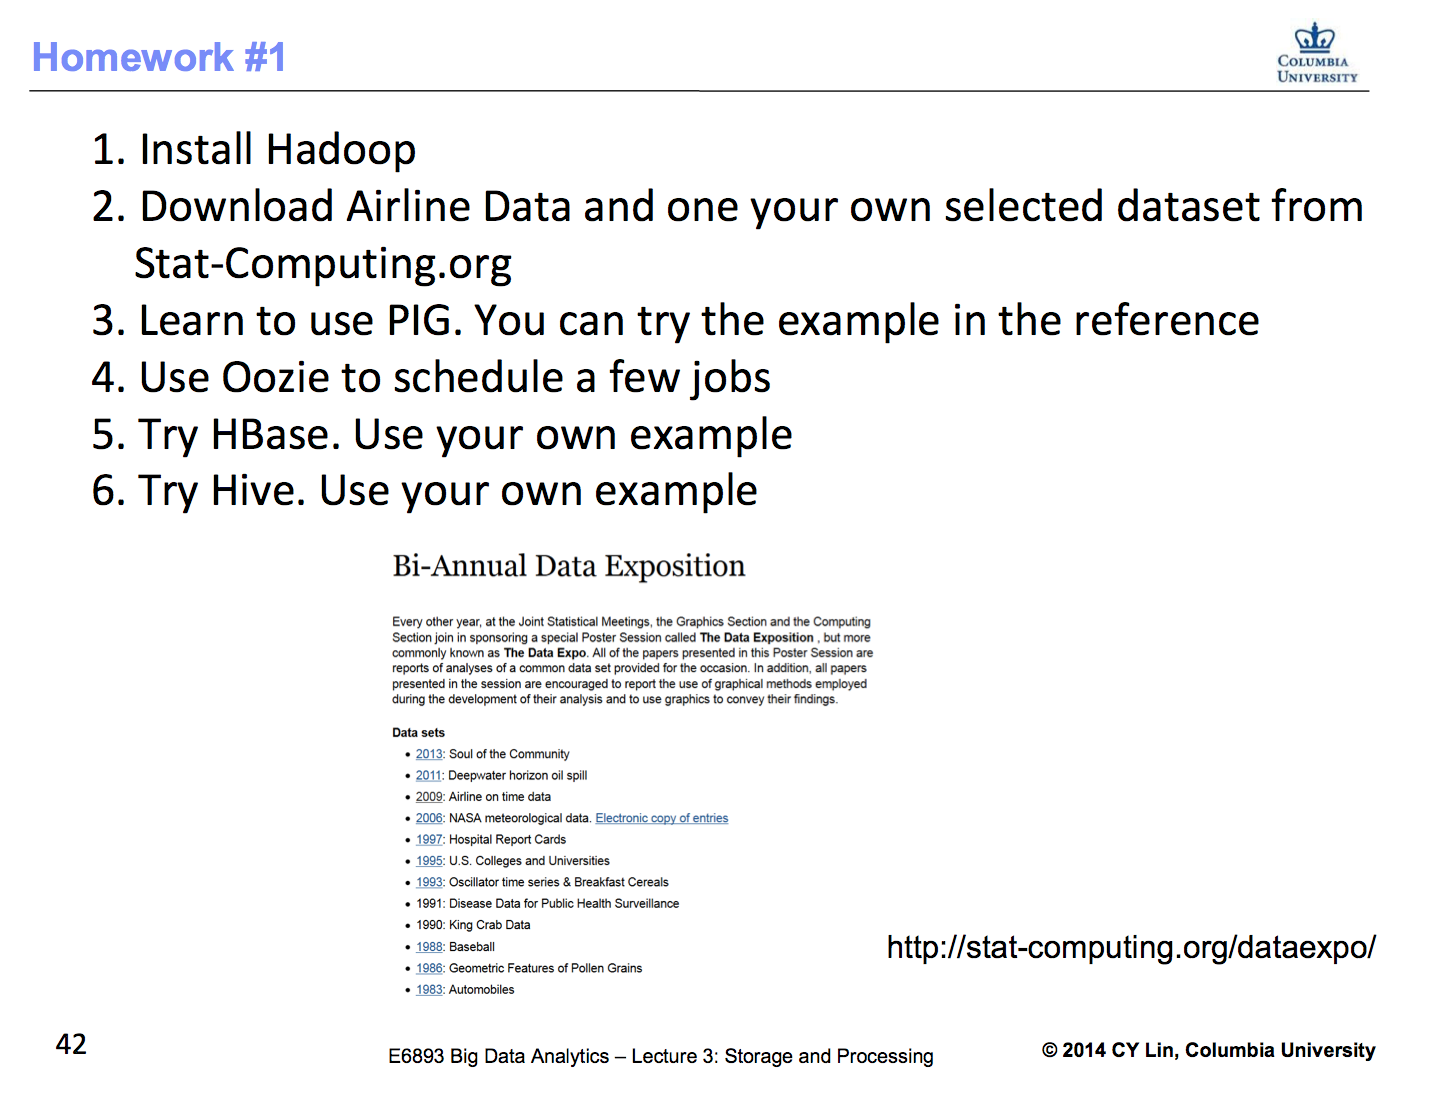 Homework #1
COLUMBIA
UNIVERSITY
1. Install Hadoop
2. Download Airline Data and one your own selected dataset from
Stat-Computing.org
3. Learn to use PIG. You can try the example in the reference
4. Use Oozie to schedule a few jobs
5. Try HBase. Use your own example
6. Try Hive. Use your own example
Bi-Annual Data Exposition
Every other year, at the Joint Statistical Meetings, the Graphics Section and the Computing
Section join in sponsoring a special Poster Session called The Data Exposition , but more
commonly known as The Data Expo. All of the papers presented in this Poster Session are
reports of analyses of a common data set provided for the occasion. In addition, all papers
presented in the session are encouraged to report the use of graphical methods employed
during the development of their analysis and to use graphics to convey their findings.
Data sets
• 2013: Soul of the Community
• 2011: Deepwater horizon oil spill
• 2009: Airline on time data
• 2006: NASA meteorological data. Electronic copy of entries
• 1997: Hospital Report Cards
• 1995: U.S. Colleges and Universities
• 1993: Oscillator time series & Breakfast Cereals
• 1991: Disease Data for Public Health Surveillance
• 1990: King Crab Data
• 1988: Baseball
• 1986: Geometric Features of Pollen Grains
• 1983: Automobiles
http://stat-computing.org/dataexpo/
42
E6893 Big Data Analytics – Lecture 3: Storage and Processing
© 2014 CY Lin, Columbia University